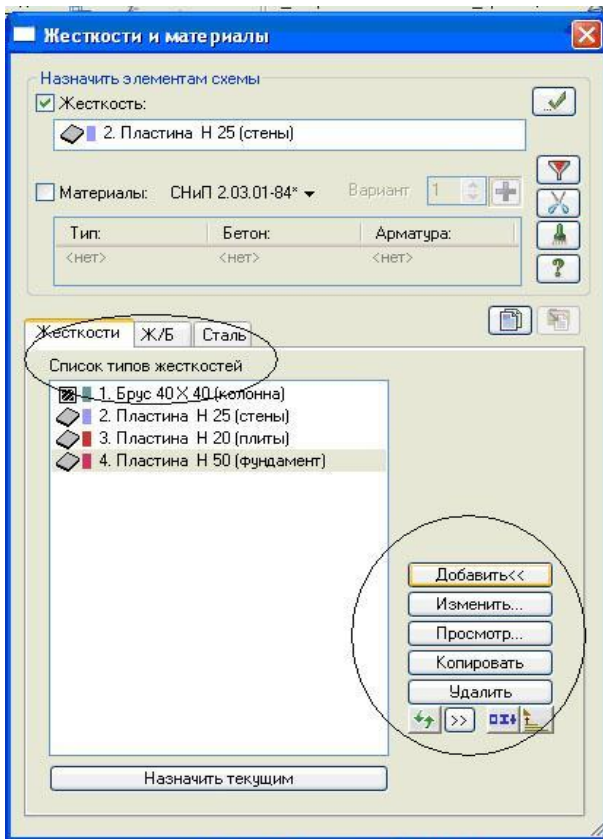 Жесткости и материалы
Назначить элементам схемы
Жесткость:
2. Пластина H 25 (стены)
Материалы: СНиП 2.03.01-84* Вариант 1
Тип: Бетон: Арматура:
<нет> <нет> <нет>
Жесткости Ж/Б Сталь
Список типов жесткостей
1. Брус 40 X 40 (колонна)
2. Пластина H 25 (стены)
3. Пластина H 20 (плиты)
4. Пластина H 50 (фундамент)
Добавить<<
Изменить...
Просмотр...
Копировать
Удалить
>>
Назначить текущим